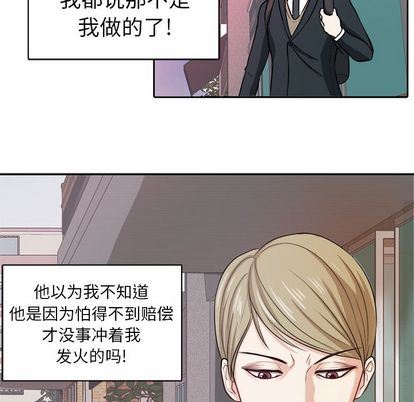 我都说那不是
我做的了!
他以为我不知道
他是因为怕得不到赔偿
才没事冲着我
发火的吗!